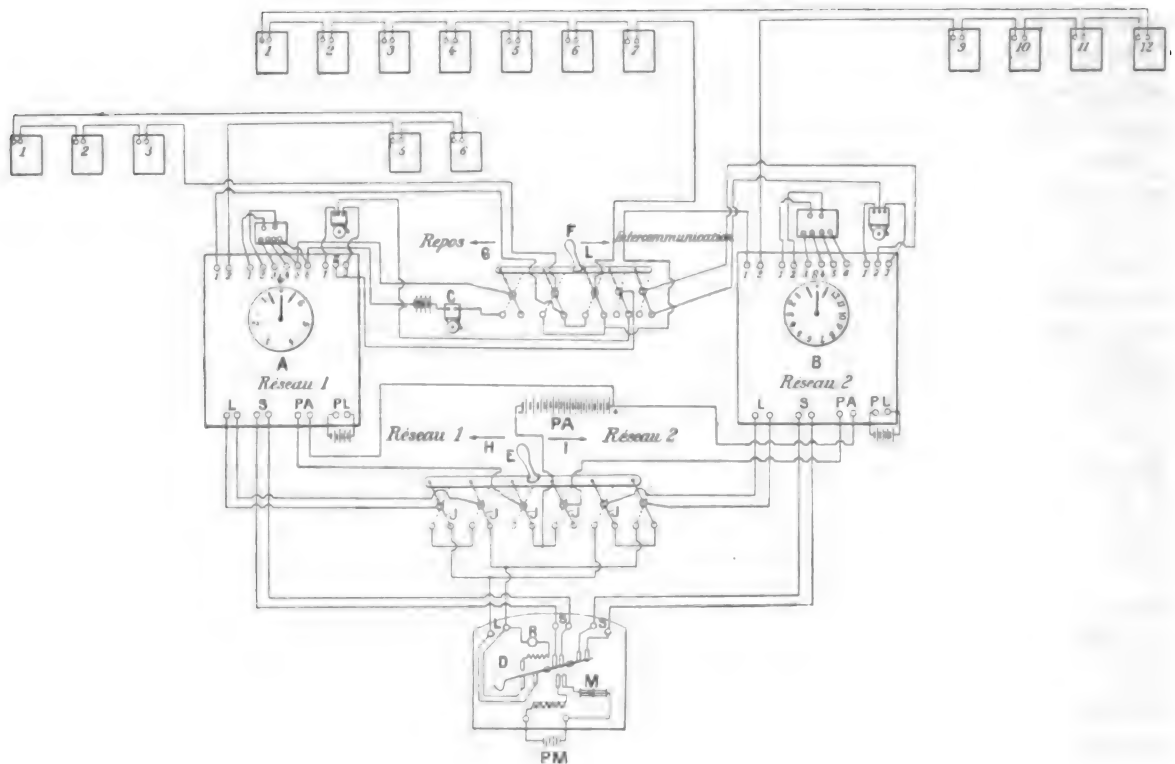 1 2 3 4 5 6 7 9 10 11 12
1 2 3 5 6
F
Repos
G
L
Intercommunication
C
A
B
Réseau 1
Réseau 2
L S PA PL
L S PA PL
PA
Réseau 1
Réseau 2
H
E
I
J J J J J
L
S
S
R
D
M
PM